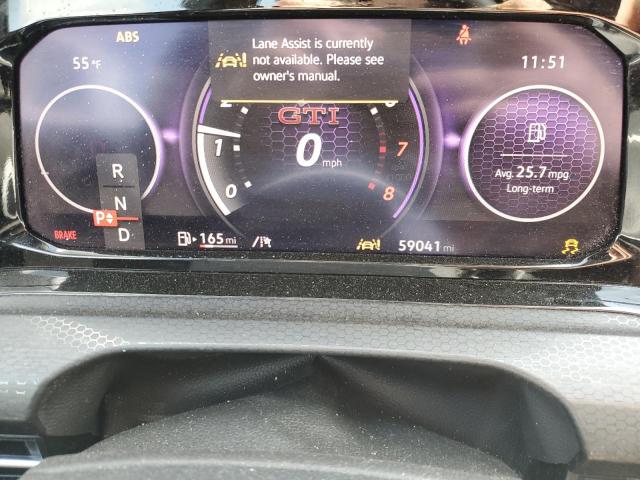 ABS
Lane Assist is currently
not available. Please see
owner's manual.
55 °F
11:51
GTI
2
1
0
0 mph
7
8
R
N
P
D
Avg. 25.7 mpg
Long-term
BRAKE
165 mi
59041 mi